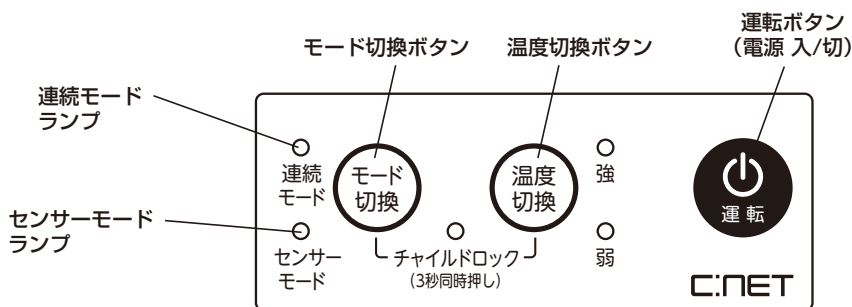 運転ボタン
(電源 入/切)
モード切換ボタン
温度切換ボタン
連続モード
ランプ
連続
モード
モード
切換
温度
切換
強
運 転
センサーモード
ランプ
センサー
モード
チャイルドロック
(3秒同時押し)
弱
C:NET